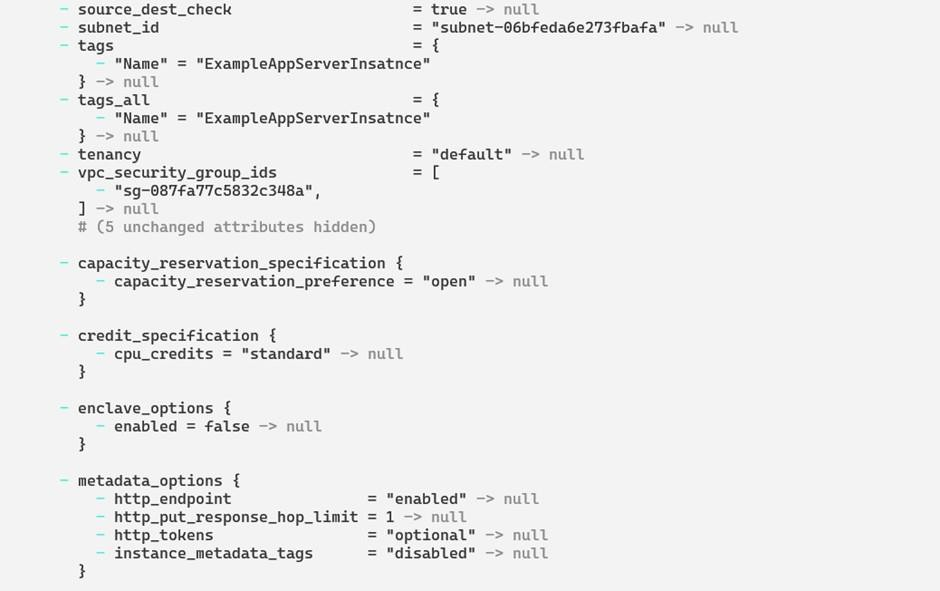 - source_dest_check                    = true -> null
- subnet_id                            = "subnet-06bfeda6e273fbafa" -> null
- tags                                 = {
    - "Name" = "ExampleAppServerInsatnce"
  } -> null
- tags_all                             = {
    - "Name" = "ExampleAppServerInsatnce"
  } -> null
- tenancy                              = "default" -> null
- vpc_security_group_ids               = [
    - "sg-087fa77c5832c348a",
  ] -> null
  # (5 unchanged attributes hidden)

- capacity_reservation_specification {
    - capacity_reservation_preference = "open" -> null
  }

- credit_specification {
    - cpu_credits = "standard" -> null
  }

- enclave_options {
    - enabled = false -> null
  }

- metadata_options {
    - http_endpoint               = "enabled" -> null
    - http_put_response_hop_limit = 1 -> null
    - http_tokens                 = "optional" -> null
    - instance_metadata_tags      = "disabled" -> null
  }